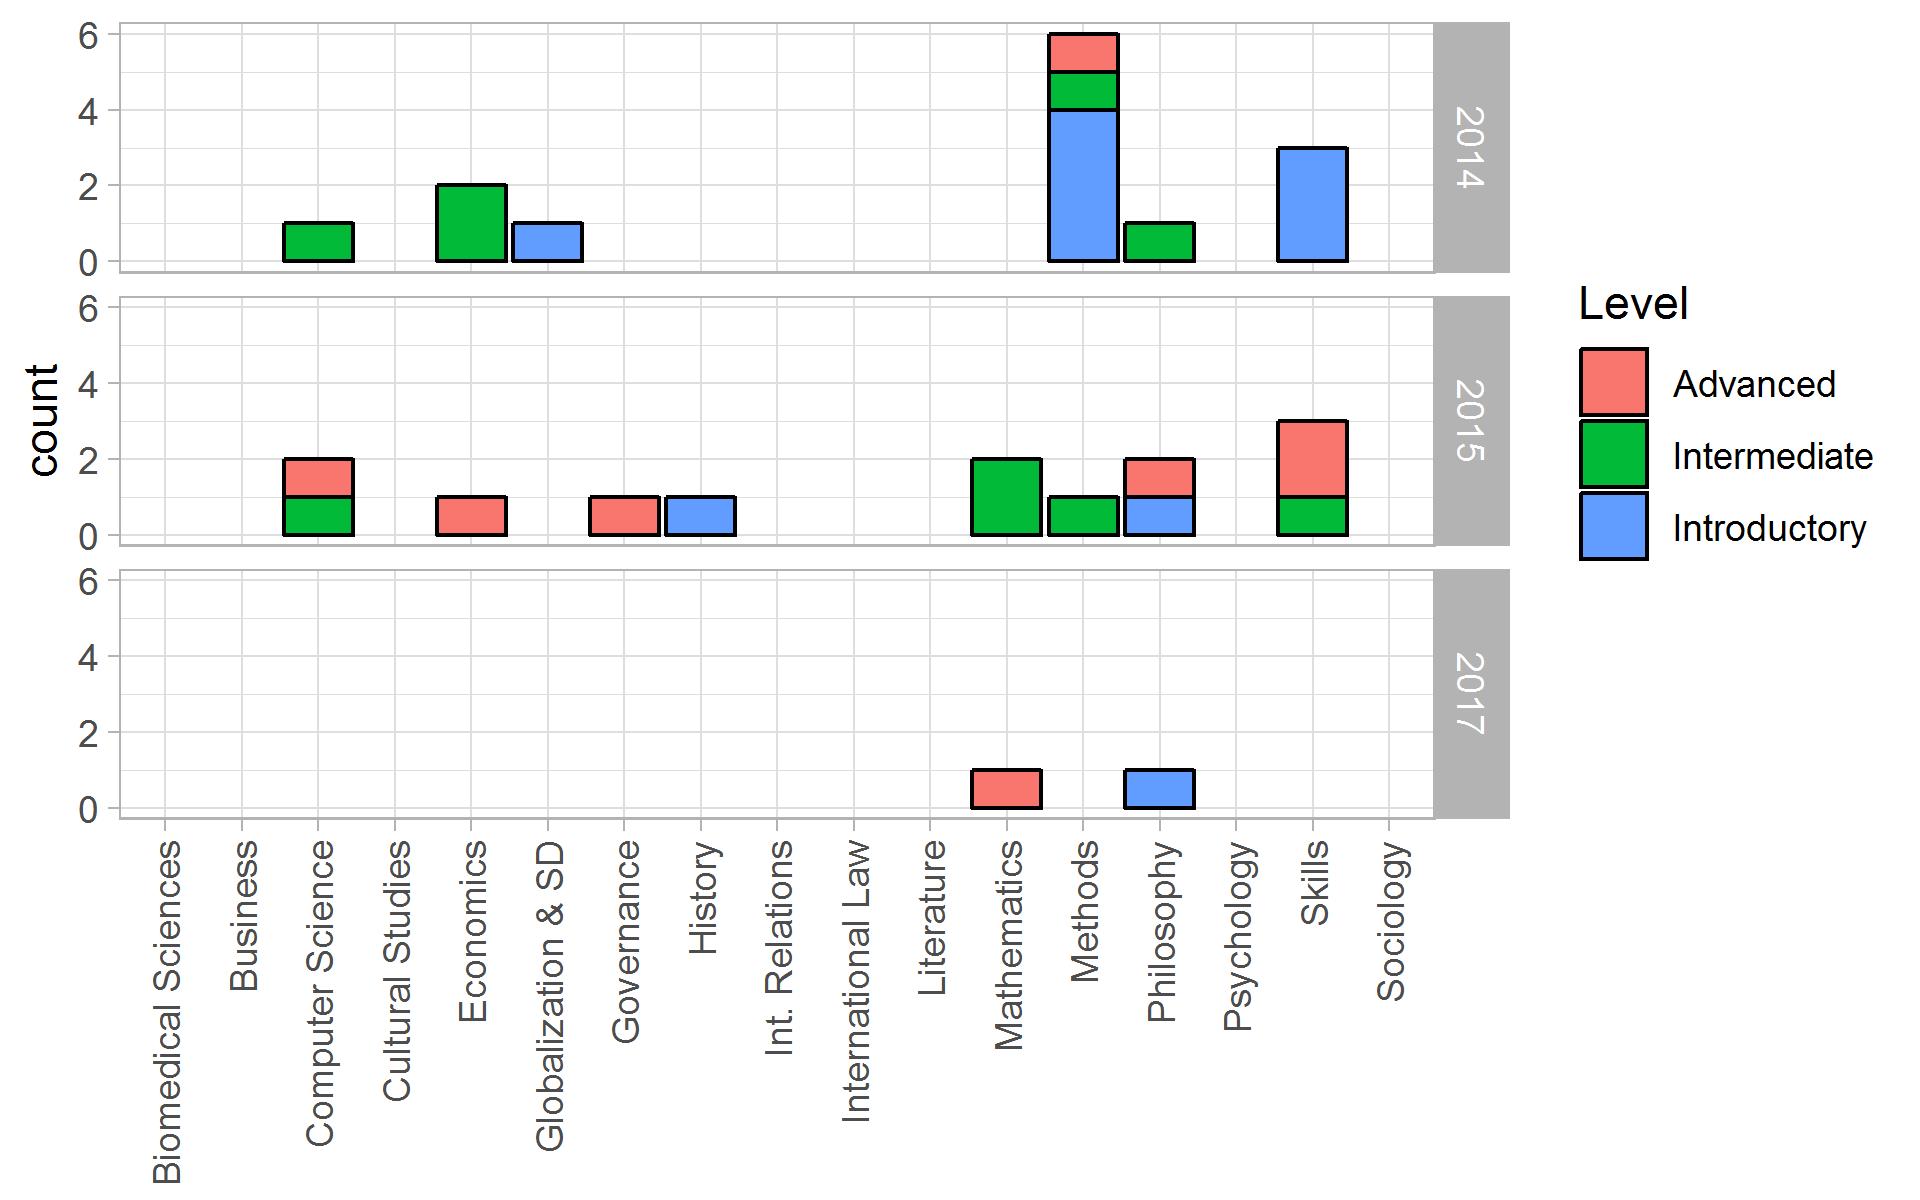 count
6
4
2
0
2014
6
4
2
0
2015
6
4
2
0
2017
Biomedical Sciences
Business
Computer Science
Cultural Studies
Economics
Globalization & SD
Governance
History
Int. Relations
International Law
Literature
Mathematics
Methods
Philosophy
Psychology
Skills
Sociology
Level
Advanced
Intermediate
Introductory